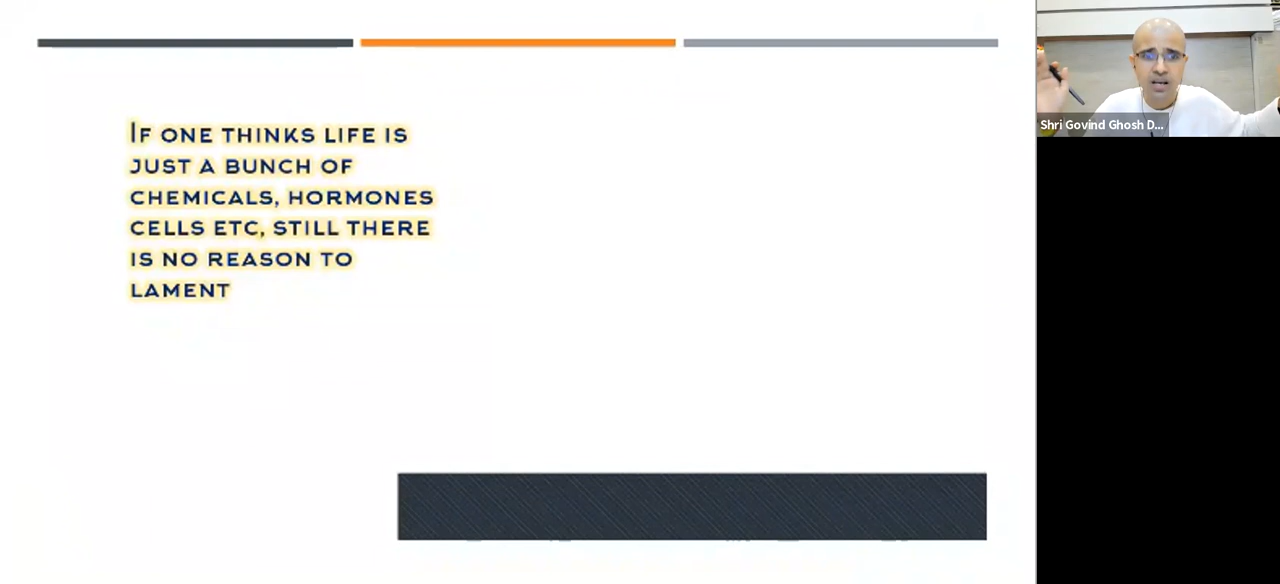 If one thinks life is
just a bunch of
chemicals, hormones
cells etc, still there
is no reason to
lament
Shri Govind Ghosh D...